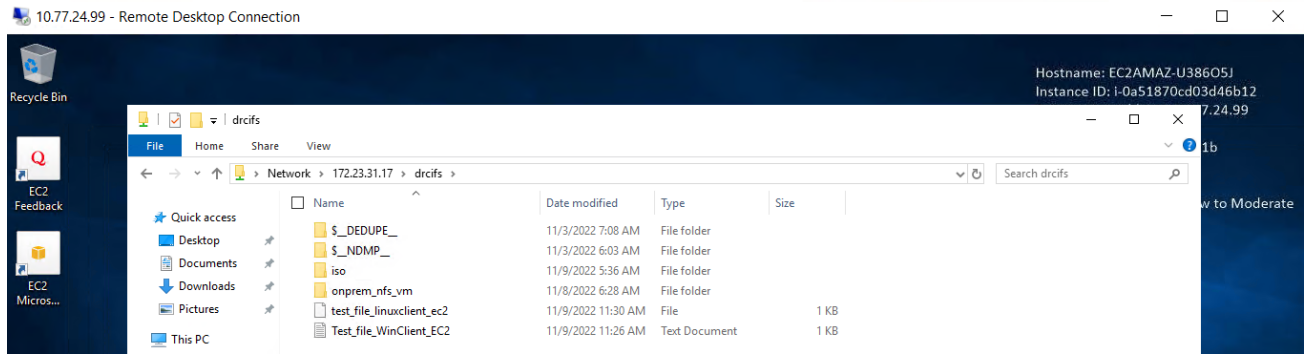 10.77.24.99 - Remote Desktop Connection
Recycle Bin
Hostname: EC2AMAZ-U386O5J
Instance ID: i-0a51870cd03d46b12
7.24.99
1b
w to Moderate
drcifs
File Home Share View
Network > 172.23.31.17 > drcifs >
Search drcifs
Q
EC2
Feedback
EC2
Micros...
Quick access
Desktop
Documents
Downloads
Pictures
This PC
Name Date modified Type Size
$_DEDUPE_ 11/3/2022 7:08 AM File folder
$_NDMP_ 11/3/2022 6:03 AM File folder
iso 11/9/2022 5:36 AM File folder
onprem_nfs_vm 11/8/2022 6:28 AM File folder
test_file_linuxclient_ec2 11/9/2022 11:30 AM File 1 KB
Test_file_WinClient_EC2 11/9/2022 11:26 AM Text Document 1 KB